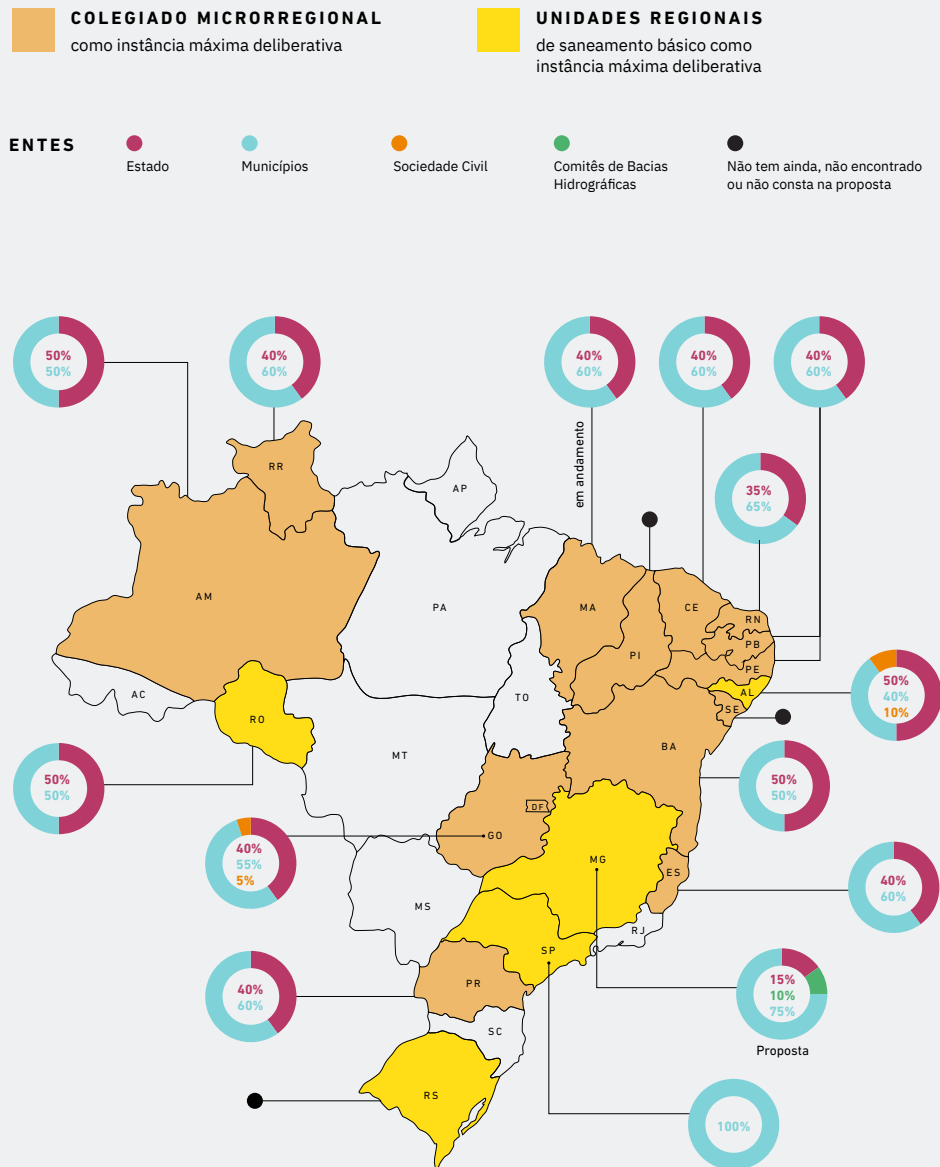 COLEGIADO MICRORREGIONAL
como instância máxima deliberativa
UNIDADES REGIONAIS
de saneamento básico como
instância máxima deliberativa
ENTES
Estado
Municípios
Sociedade Civil
Comitês de Bacias
Hidrográficas
Não tem ainda, não encontrado
ou não consta na proposta
50%
50%
40%
60%
40%
60%
40%
60%
40%
60%
em andamento
35%
65%
RR
AP
AM
PA
MA
CE
RN
PB
PE
PI
TO
AL
SE
50%
40%
10%
AC
RO
MT
BA
50%
50%
50%
50%
DF
GO
40%
55%
5%
MG
ES
40%
60%
MS
RJ
SP
PR
40%
60%
15%
10%
75%
Proposta
SC
RS
100%